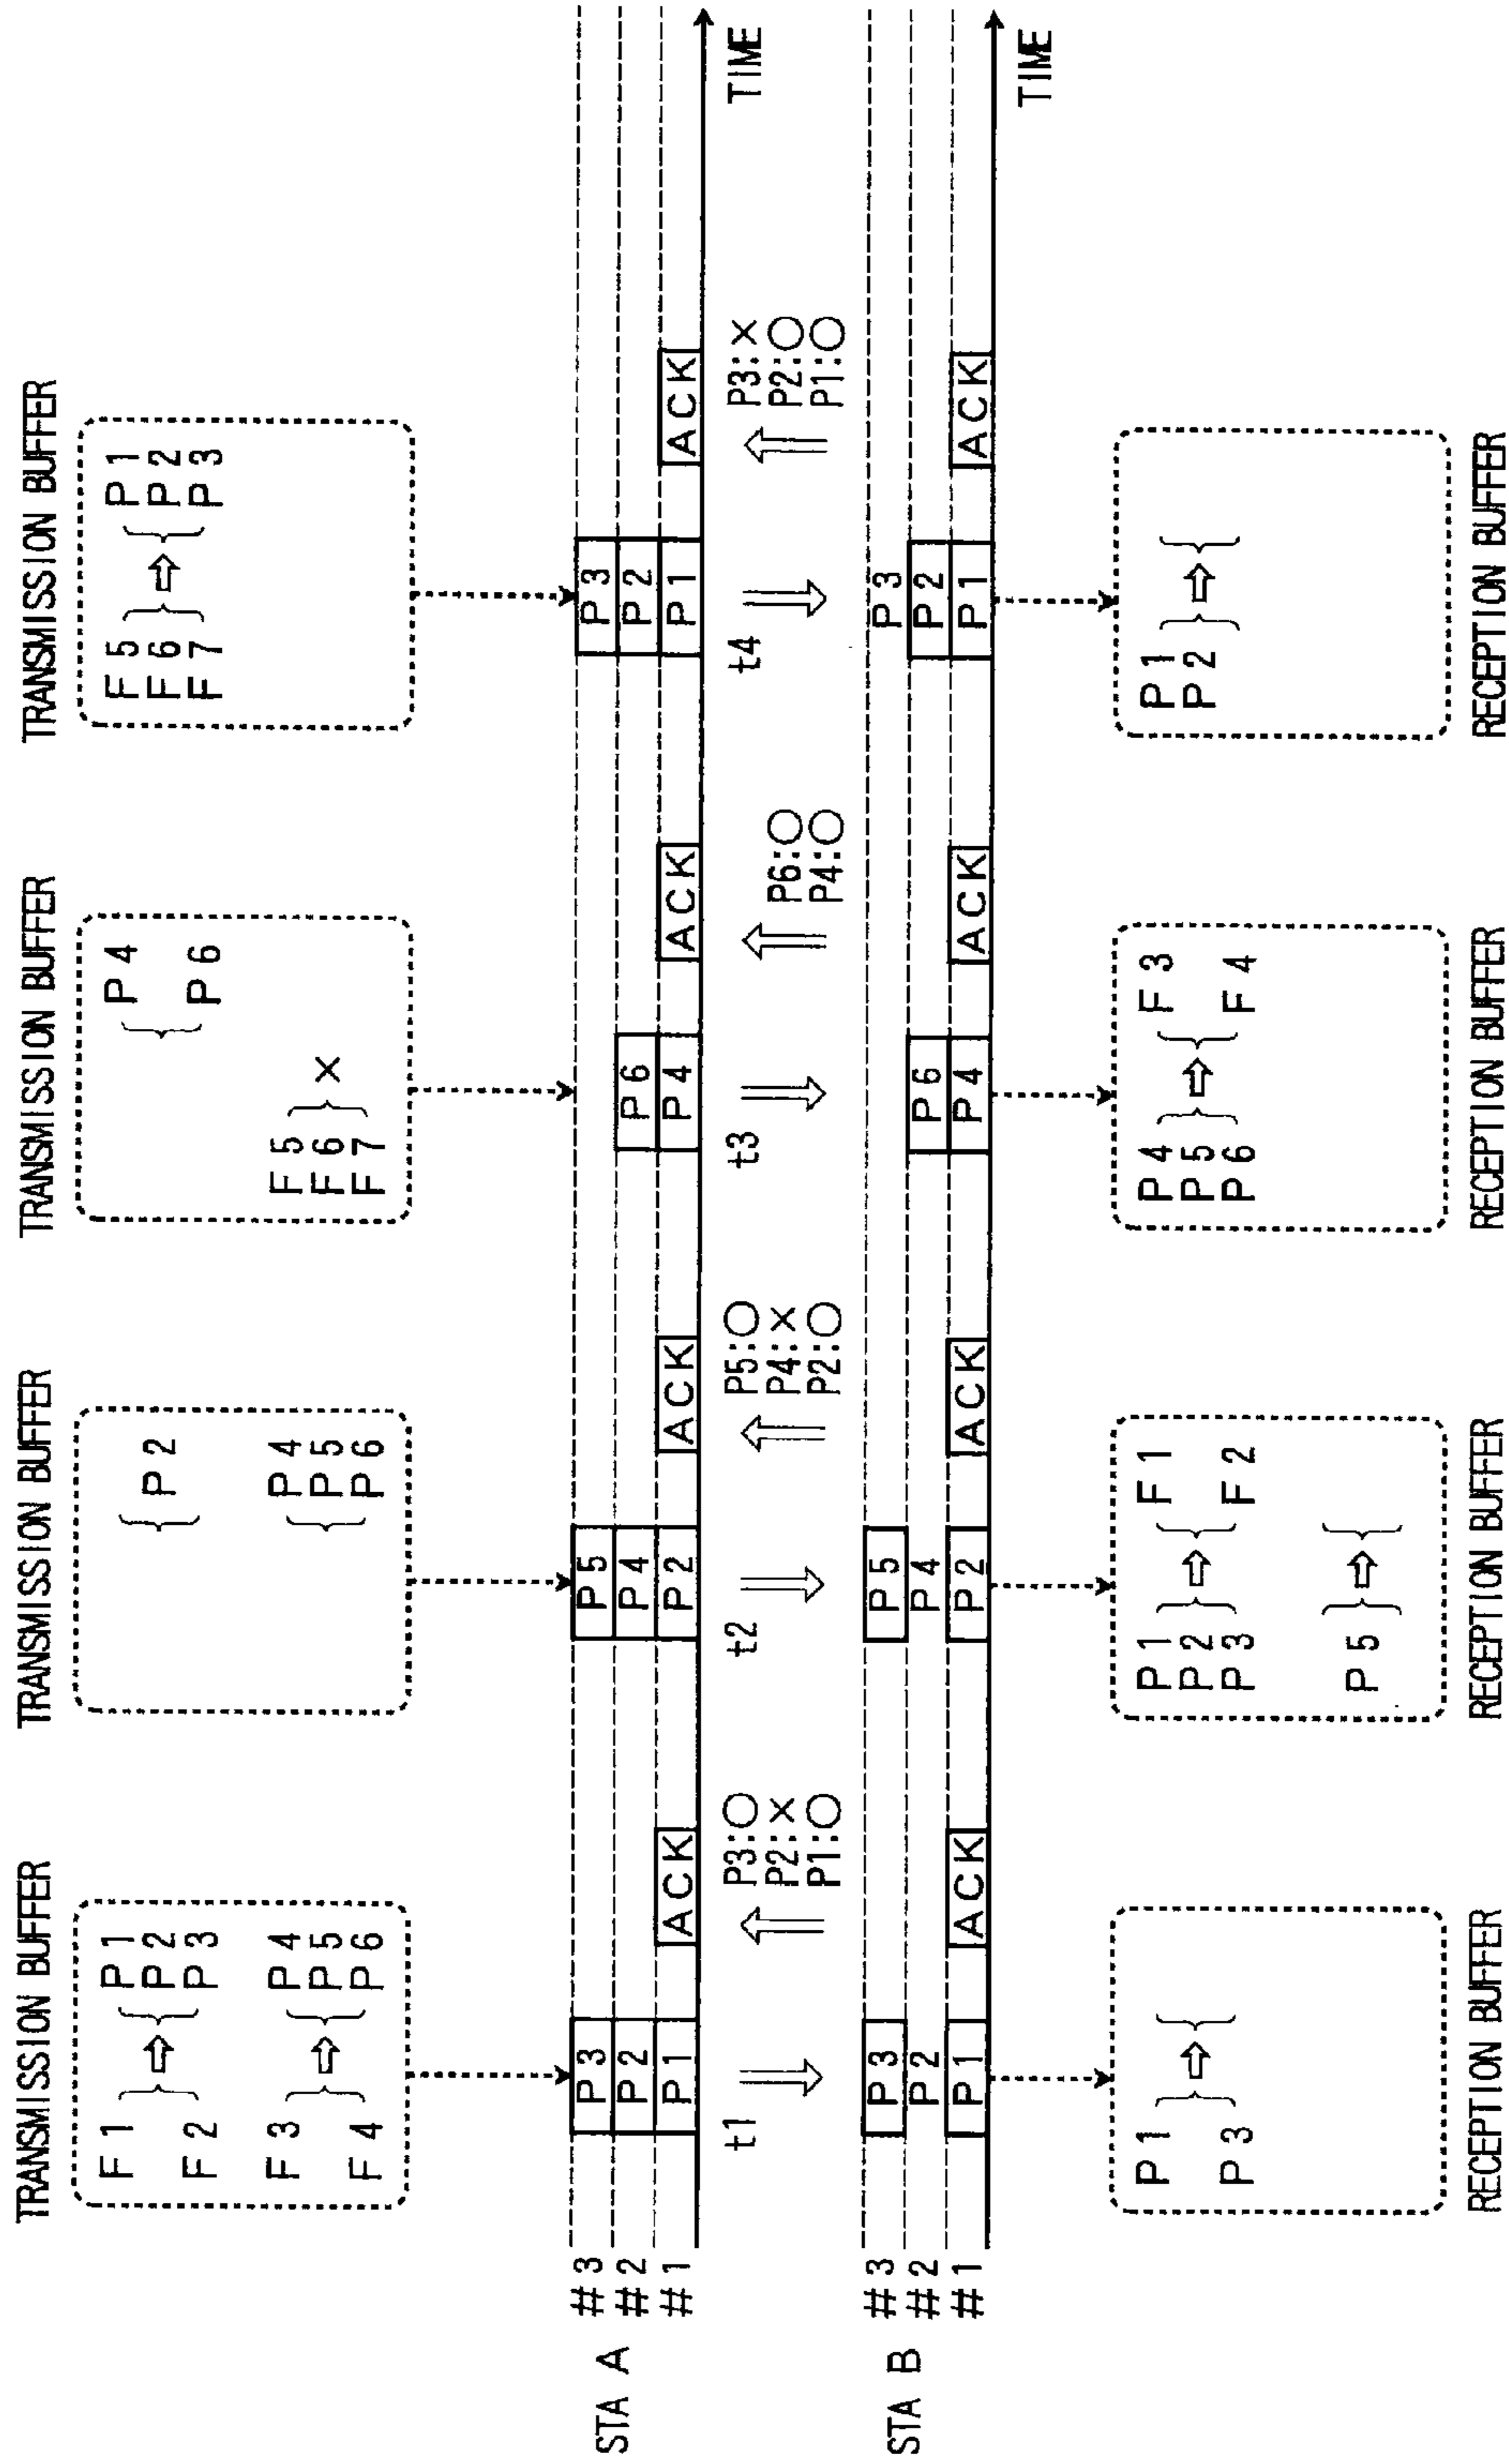 TRANSMISSION BUFFER
F1 P1
P2
F2 P3
F3 P4
P5
F4 P6
TRANSMISSION BUFFER
P2
P4
P5
P6
TRANSMISSION BUFFER
P4
P6
F5
F6 ×
F7
TRANSMISSION BUFFER
F5 P1
F6 P2
F7 P3
STA A
#3 P3 P5 P3
#2 P2 P4 P6 P2
#1 P1 ACK P2 ACK P4 ACK P1 ACK
TIME
t1
P3:○
P2:×
P1:○
t2
P5:○
P4:×
P2:○
t3
P6:○
P4:○
t4
P3:×
P2:○
P1:○
STA B
#3 P3 P5 P3
#2 P2 P4 P6 P2
#1 P1 ACK P2 ACK P4 ACK P1 ACK
TIME
P1
P3
RECEPTION BUFFER
P1 F1
P2
P3 F2
P5
RECEPTION BUFFER
P4 F3
P5
P6 F4
RECEPTION BUFFER
P1
P2
RECEPTION BUFFER